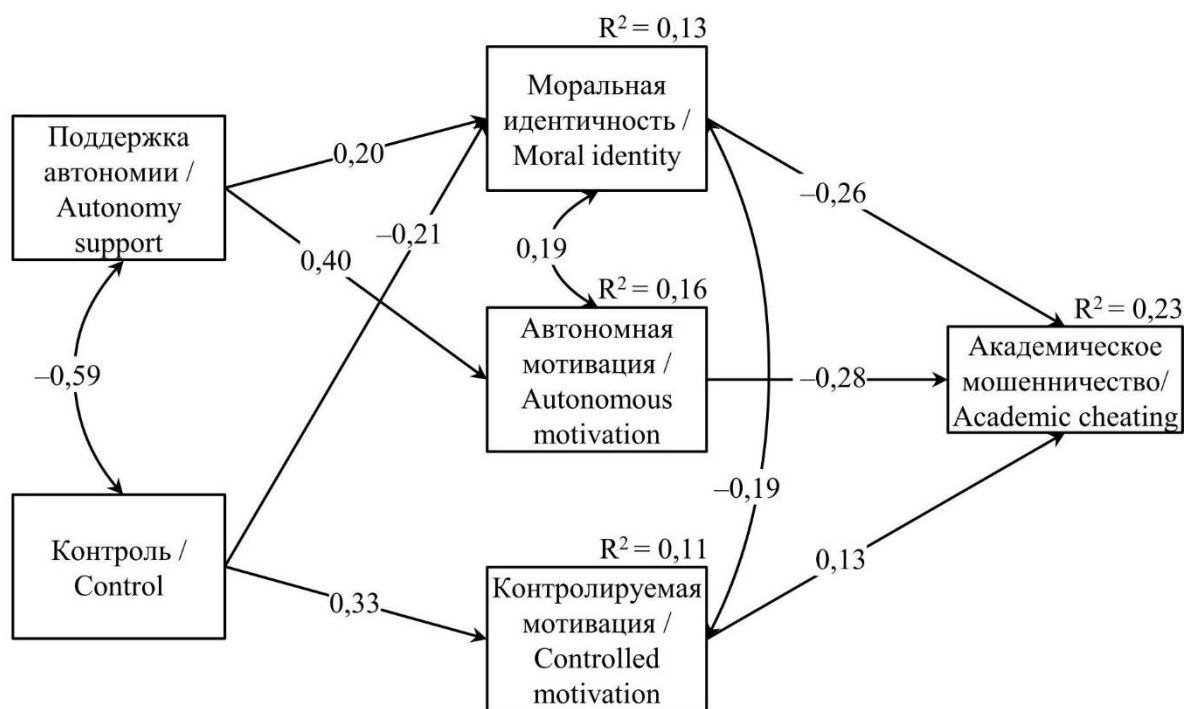 R² = 0,13
Моральная
идентичность /
Moral identity
Поддержка
автономии /
Autonomy
support
0,20
–0,26
–0,21
0,19
0,40
R² = 0,16
R² = 0,23
Автономная
мотивация /
Autonomous
motivation
Академическое
мошенничество/
Academic cheating
–0,59
–0,28
–0,19
Контроль /
Control
R² = 0,11
0,13
0,33
Контролируемая
мотивация /
Controlled
motivation